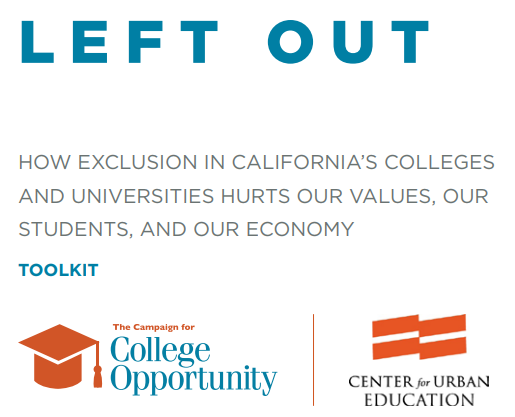 LEFT OUT
HOW EXCLUSION IN CALIFORNIA'S COLLEGES
AND UNIVERSITIES HURTS OUR VALUES, OUR
STUDENTS, AND OUR ECONOMY
TOOLKIT
The Campaign for
College
Opportunity
CENTER for URBAN
EDUCATION